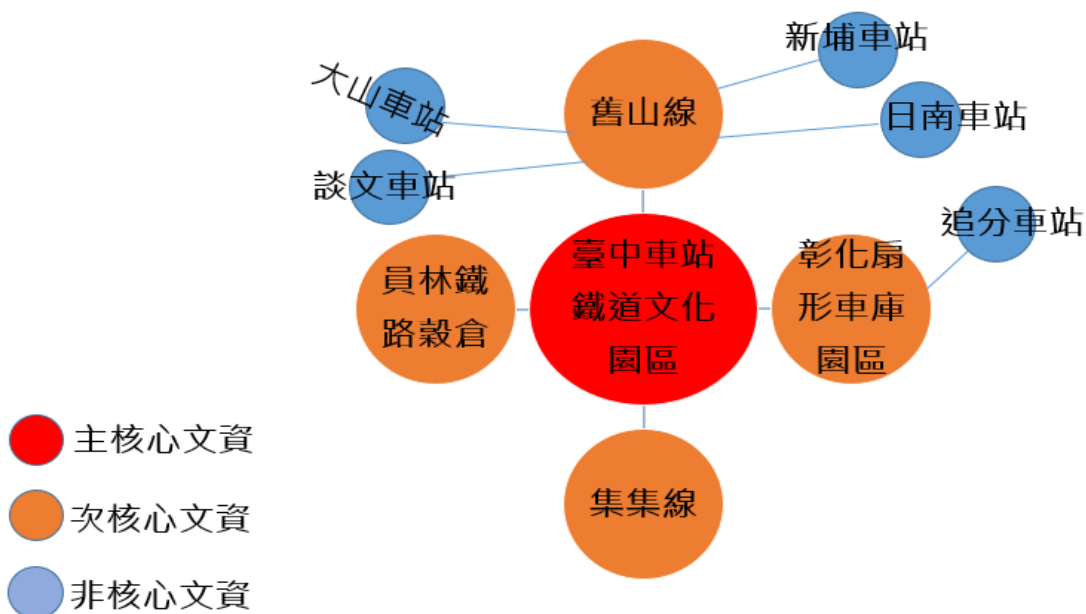 新埔車站
大山車站
舊山線
日南車站
談文車站
追分車站
臺中車站
鐵道文化
園區
員林鐵
路穀倉
彰化扇
形車庫
園區
主核心文資
次核心文資
集集線
非核心文資